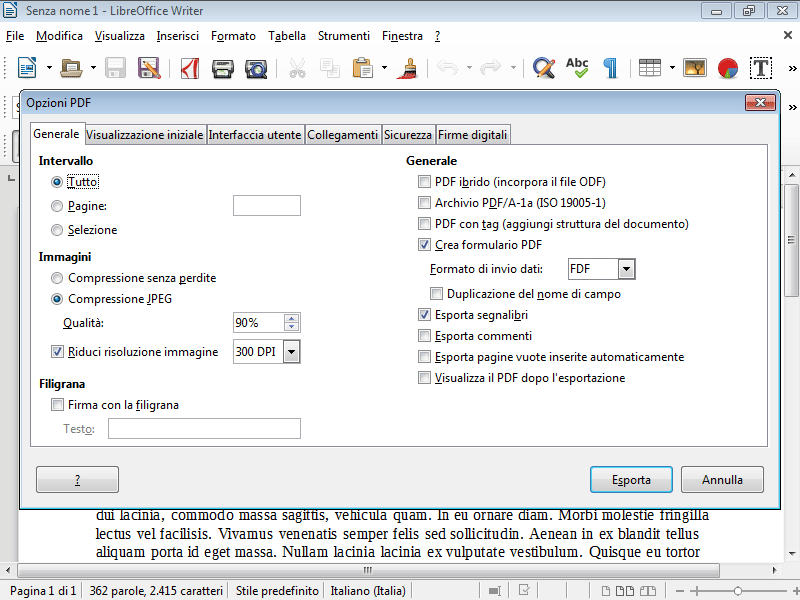 Senza nome 1 - LibreOffice Writer
File Modifica Visualizza Inserisci Formato Tabella Strumenti Finestra ?
Abc
T
Opzioni PDF
Generale Visualizzazione iniziale Interfaccia utente Collegamenti Sicurezza Firme digitali
Intervallo
Tutto
Pagine:
Selezione
Immagini
Compressione senza perdite
Compressione JPEG
Qualità: 90%
Riduci risoluzione immagine 300 DPI
Filigrana
Firma con la filigrana
Testo:
Generale
PDF ibrido (incorpora il file ODF)
Archivio PDF/A-1a (ISO 19005-1)
PDF con tag (aggiungi struttura del documento)
Crea formulario PDF
Formato di invio dati: FDF
Duplicazione del nome di campo
Esporta segnalibri
Esporta commenti
Esporta pagine vuote inserite automaticamente
Visualizza il PDF dopo l'esportazione
? Esporta Annulla
dui lacinia, commodo massa sagittis, vehicula quam. In eu ornare diam. Morbi molestie fringilla
lectus vel facilisis. Vivamus venenatis semper felis sed sollicitudin. Aenean in ex blandit tellus
aliquam porta id eget massa. Nullam lacinia lacinia ex vulputate vestibulum. Quisque eu tortor
Pagina 1 di 1 362 parole, 2.415 caratteri Stile predefinito Italiano (Italia)